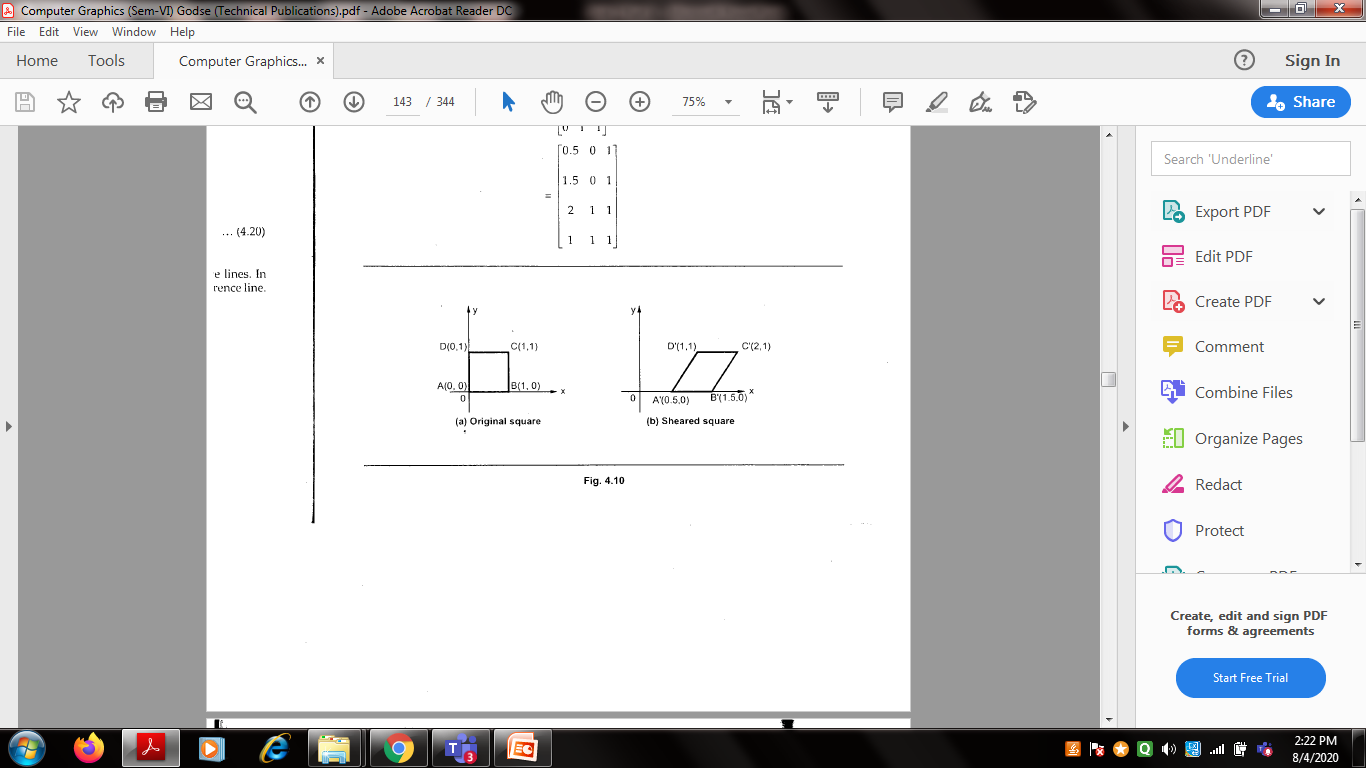 Computer Graphics (Sem-VI) Godse (Technical Publications).pdf - Adobe Acrobat Reader DC
File Edit View Window Help
Home Tools Computer Graphics... × ? Sign In
143 / 344 75% Share
[0 1 1]
0.5 0 1
1.5 0 1
=
2 1 1
1 1 1
... (4.20)
e lines. In
rence line.
y
D(0,1) C(1,1)
A(0, 0) B(1, 0) x
0
(a) Original square
y
D'(1,1) C'(2,1)
x
0 A'(0.5,0) B'(1.5,0)
(b) Sheared square
Fig. 4.10
Search 'Underline'
Export PDF
Edit PDF
Create PDF
Comment
Combine Files
Organize Pages
Redact
Protect
Create, edit and sign PDF
forms & agreements
Start Free Trial
3
2:22 PM
8/4/2020